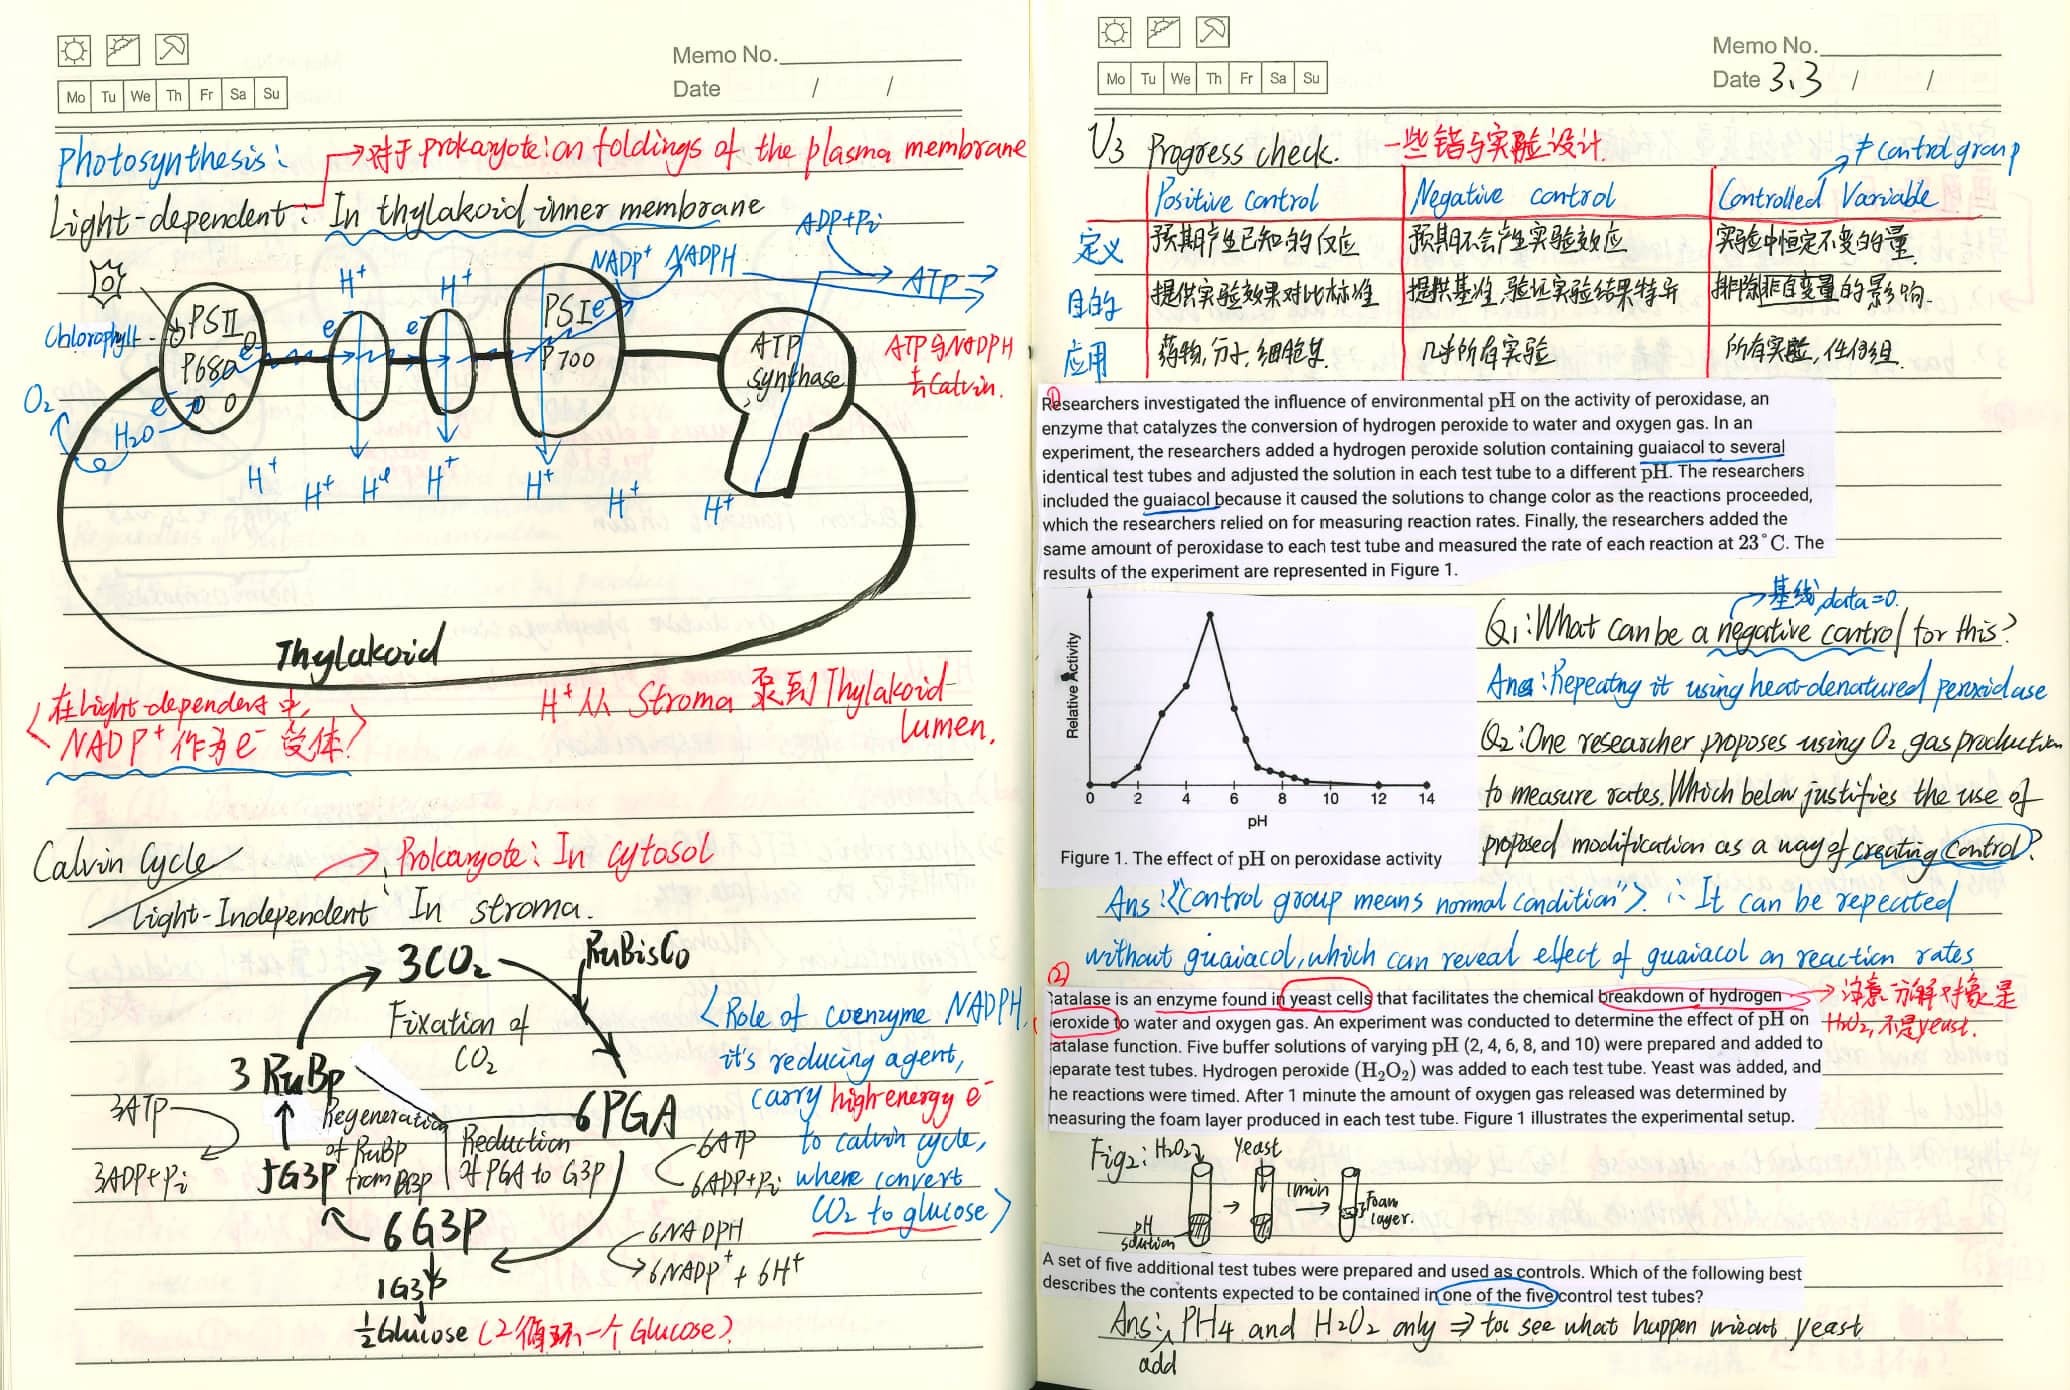 Memo No.
Date / /
Mo Tu We Th Fr Sa Su
Photosynthesis:
→对于prokaryote: on foldings of the plasma membrane
Light-dependent: In thylakoid inner membrane
ADP+Pi
NADP⁺ NADPH
ATP
H⁺ H⁺
PSII PSI e⁻
Chlorophyll
e⁻ e⁻ e⁻
P680 P700
ATP synthase
ATP与NADPH
去Calvin.
O₂
e⁻
H₂O
H⁺ H⁺ H⁺ H⁺ H⁺ H⁺ H⁺
Thylakoid
H⁺从 Stroma 泵到 Thylakoid
lumen.
<在Light-dependent中,
NADP⁺作为e⁻受体>
Calvin Cycle
→ Prokaryote: In cytosol
Light-Independent: In stroma.
3CO₂
RuBisCo
Fixation of
CO₂
3 RuBp
6PGA
3ATP
3ADP+Pi
Regeneration
of RuBP
from G3P
Reduction
of PGA to G3P
5G3P
6ATP
6ADP+Pi
6G3P
6NADPH
6NADP⁺ + 6H⁺
1G3P
½Glucose (2循环一个Glucose)
<Role of coenzyme NADPH,
it's reducing agent,
carry high-energy e⁻
to calvin cycle,
where convert
CO₂ to glucose>
Memo No.
Date 3.3 / /
Mo Tu We Th Fr Sa Su
U3 Progress check. 一些错与实验设计.
≠ control group
Positive control Negative control Controlled Variable
定义 预期产生已知的反应 预期不会产生实验效应 实验中恒定不变的量.
目的 提供实验效果对比标准 提供基准,验证实验结果特异 排除非自变量的影响.
应用 药物,分子,细胞等. 几乎所有实验 所有实验,任何组.
①
Researchers investigated the influence of environmental pH on the activity of peroxidase, an
enzyme that catalyzes the conversion of hydrogen peroxide to water and oxygen gas. In an
experiment, the researchers added a hydrogen peroxide solution containing guaiacol to several
identical test tubes and adjusted the solution in each test tube to a different pH. The researchers
included the guaiacol because it caused the solutions to change color as the reactions proceeded,
which the researchers relied on for measuring reaction rates. Finally, the researchers added the
same amount of peroxidase to each test tube and measured the rate of each reaction at 23°C. The
results of the experiment are represented in Figure 1.
Relative Activity
0 2 4 6 8 10 12 14
pH
Figure 1. The effect of pH on peroxidase activity
→基线,data=0.
Q1:What can be a negative control for this?
Ans:Repeatng it using heat-denatured peroxidase
Q2:One researcher proposes using O₂ gas production
to measure rates. Which below justifies the use of
proposed modification as a way of creating control?
Ans:《"Control group means normal condition"》. ∴ It can be repeated
without guaiacol, which can reveal effect of guaiacol on reaction rates
②
atalase is an enzyme found in yeast cells that facilitates the chemical breakdown of hydrogen
eroxide to water and oxygen gas. An experiment was conducted to determine the effect of pH on
atalase function. Five buffer solutions of varying pH (2, 4, 6, 8, and 10) were prepared and added to
eparate test tubes. Hydrogen peroxide (H₂O₂) was added to each test tube. Yeast was added, and
he reactions were timed. After 1 minute the amount of oxygen gas released was determined by
neasuring the foam layer produced in each test tube. Figure 1 illustrates the experimental setup.
→ 注意分解对象是
H₂O₂,不是yeast.
Fig2: H₂O₂ Yeast
1min
Foam
layer.
pH
solution
A set of five additional test tubes were prepared and used as controls. Which of the following best
describes the contents expected to be contained in one of the five control test tubes?
Ans: PH4 and H₂O₂ only ⇒ to see what happen wizout yeast
add